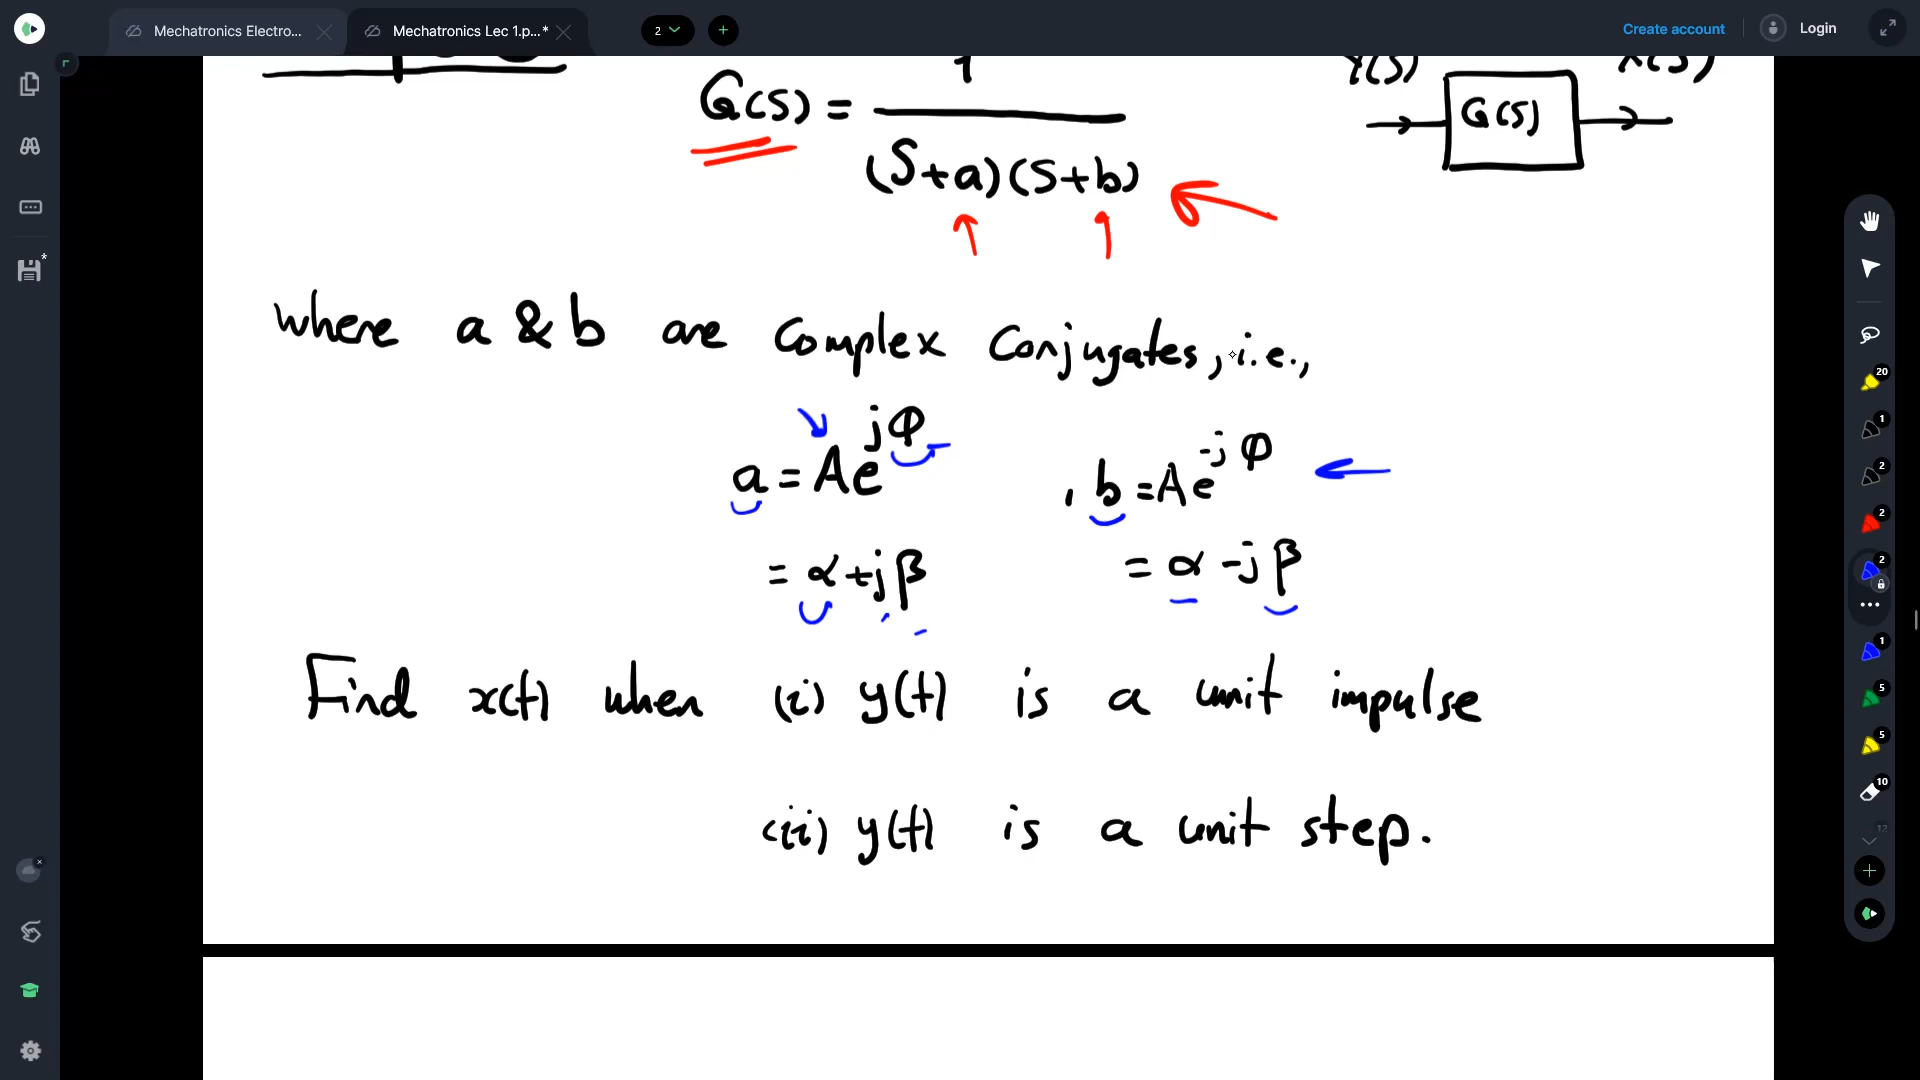 Mechatronics Electro...
Mechatronics Lec 1.p...*
2
Create account
Login
G(S) = 1
(S+a)(S+b)
Y(S)
G(S)
X(S)
where a & b are Complex Conjugates, i.e.,
a = Ae^jφ , b = Ae^-jφ
= α + jβ = α - jβ
Find x(t) when (i) y(t) is a unit impulse
(ii) y(t) is a unit step.
20
1
2
2
2
1
5
5
10
12